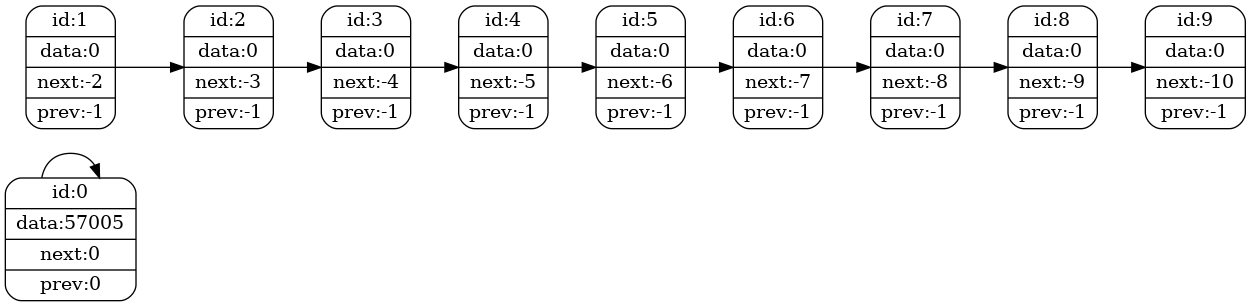 id:1
data:0
next:-2
prev:-1
id:2
data:0
next:-3
prev:-1
id:3
data:0
next:-4
prev:-1
id:4
data:0
next:-5
prev:-1
id:5
data:0
next:-6
prev:-1
id:6
data:0
next:-7
prev:-1
id:7
data:0
next:-8
prev:-1
id:8
data:0
next:-9
prev:-1
id:9
data:0
next:-10
prev:-1
id:0
data:57005
next:0
prev:0